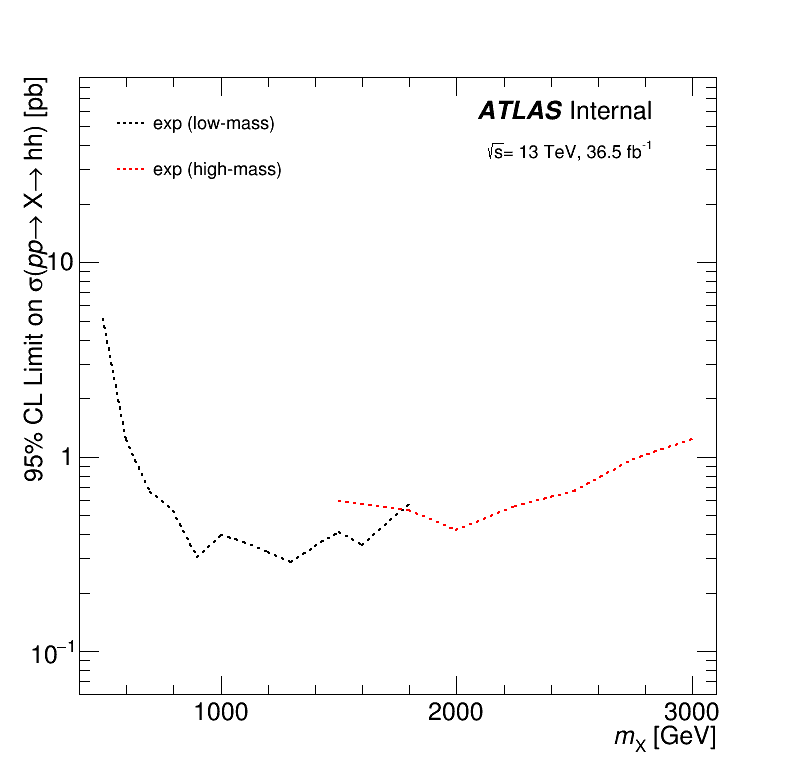 ATLAS Internal
√s= 13 TeV, 36.5 fb⁻¹
exp (low-mass)
exp (high-mass)
95% CL Limit on σ(pp→ X→ hh) [pb]
10
1
10⁻¹
1000 2000 3000
m_X [GeV]